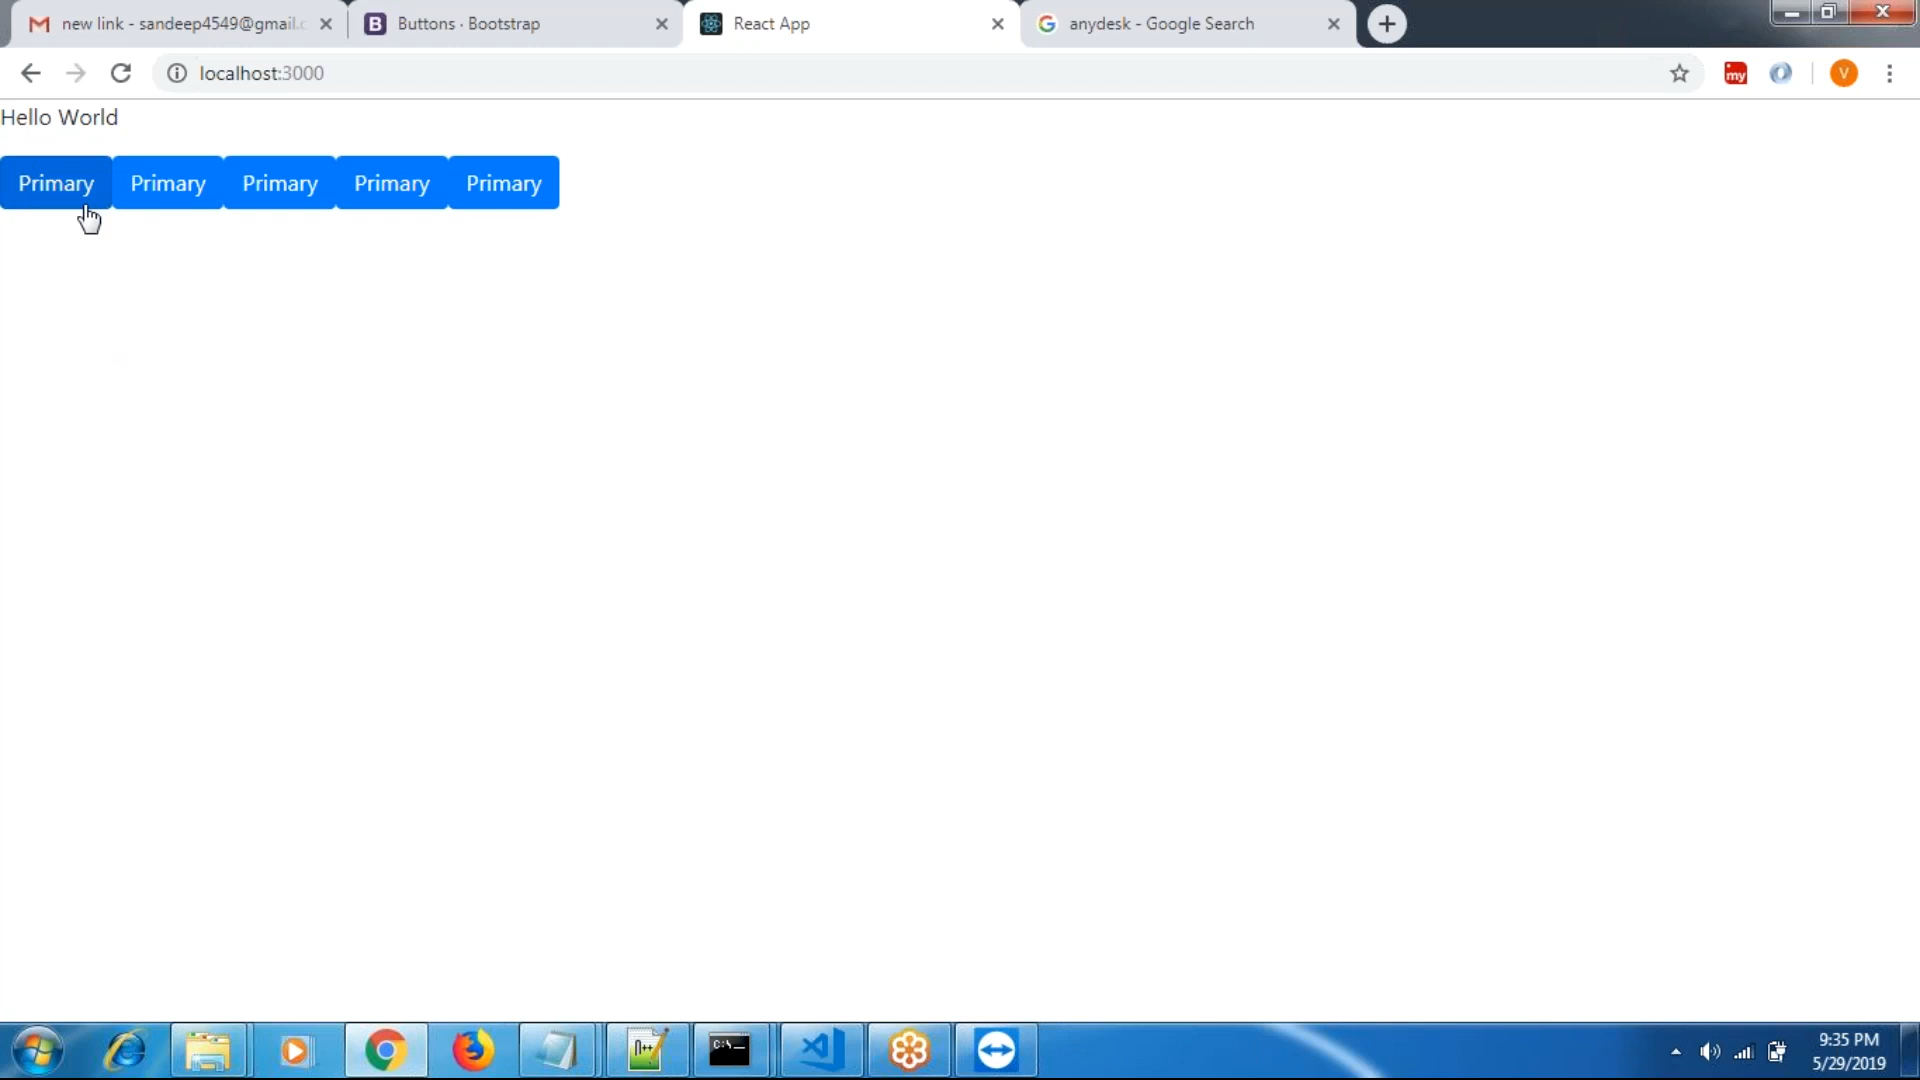 new link - sandeep4549@gmail.c
Buttons · Bootstrap
React App
anydesk - Google Search
localhost:3000
my
V
Hello World
Primary Primary Primary Primary Primary
9:35 PM
5/29/2019